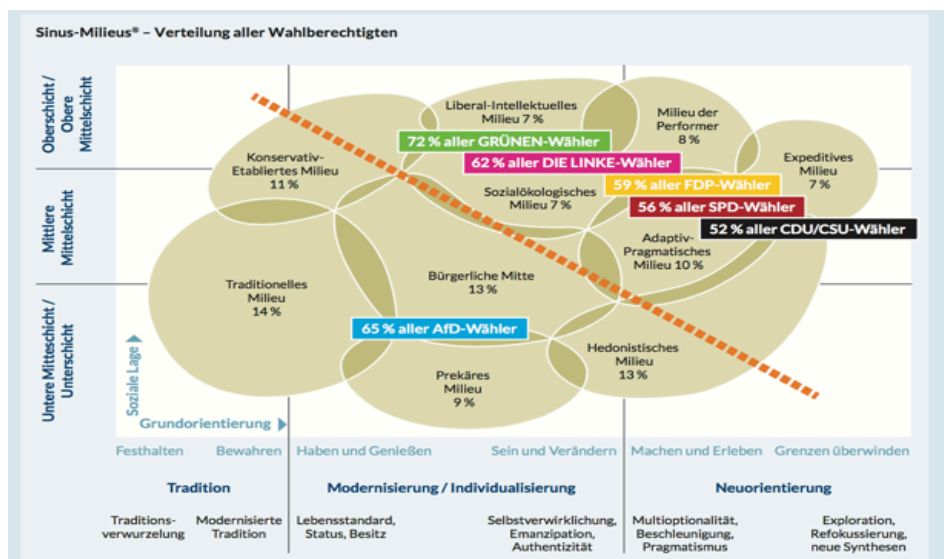 Sinus-Milieus® – Verteilung aller Wahlberechtigten
Oberschicht /
Obere
Mittelschicht
Mittlere
Mittelschicht
Untere Mitteschicht /
Unterschicht
Soziale Lage
Grundorientierung
Liberal-Intellektuelles
Milieu 7 %
Milieu der
Performer
8 %
72 % aller GRÜNEN-Wähler
Konservativ-
Etabliertes Milieu
11 %
62 % aller DIE LINKE-Wähler
Expeditives
Milieu
7 %
59 % aller FDP-Wähler
Sozialökologisches
Milieu 7 %
56 % aller SPD-Wähler
52 % aller CDU/CSU-Wähler
Adaptiv-
Pragmatisches
Milieu 10 %
Traditionelles
Milieu
14 %
Bürgerliche Mitte
13 %
65 % aller AfD-Wähler
Hedonistisches
Milieu
13 %
Prekäres
Milieu
9 %
Festhalten
Bewahren
Haben und Genießen
Sein und Verändern
Machen und Erleben
Grenzen überwinden
Tradition
Modernisierung / Individualisierung
Neuorientierung
Traditions-
verwurzelung
Modernisierte
Tradition
Lebensstandard,
Status, Besitz
Selbstverwirklichung,
Emanzipation,
Authentizität
Multioptionalität,
Beschleunigung,
Pragmatismus
Exploration,
Refokussierung,
neue Synthesen